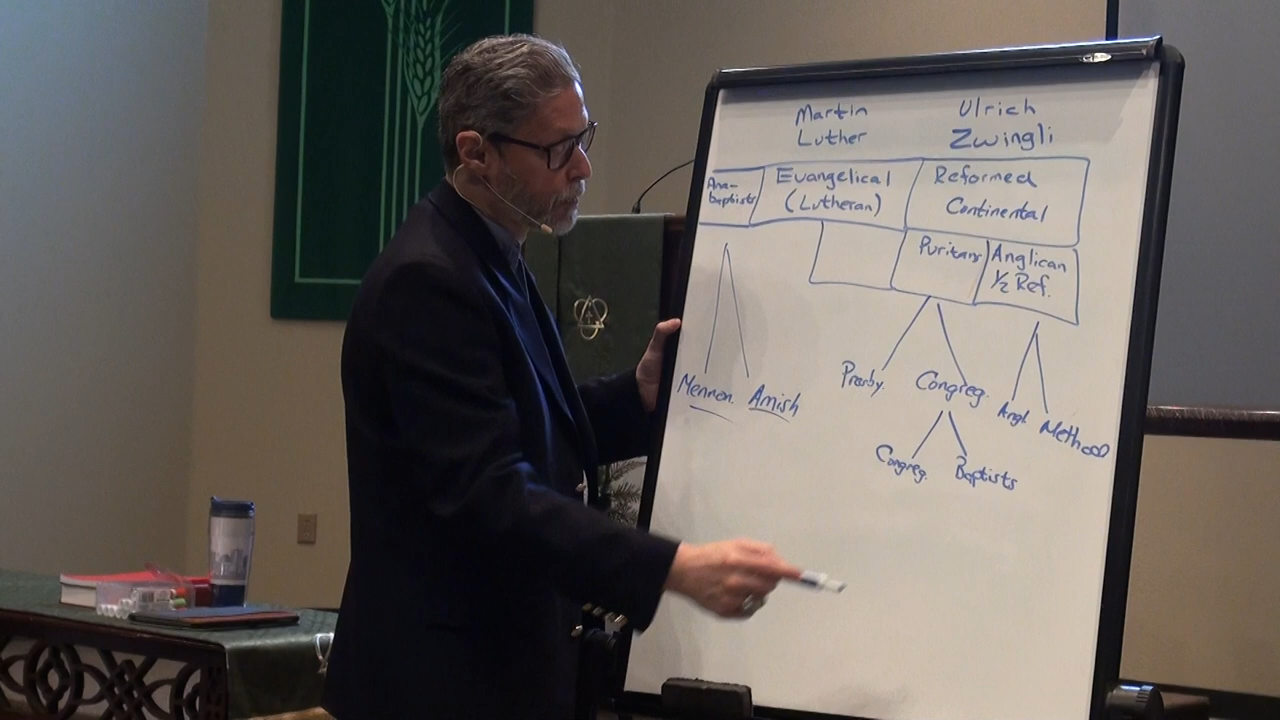 Martin
Luther
Ulrich
Zwingli
Ana-
baptists
Evangelical
(Lutheran)
Reformed
Continental
Puritans
Anglican
½ Ref.
Mennon.
Amish
Presby.
Congreg.
Angl.
Method
Congreg.
Baptists